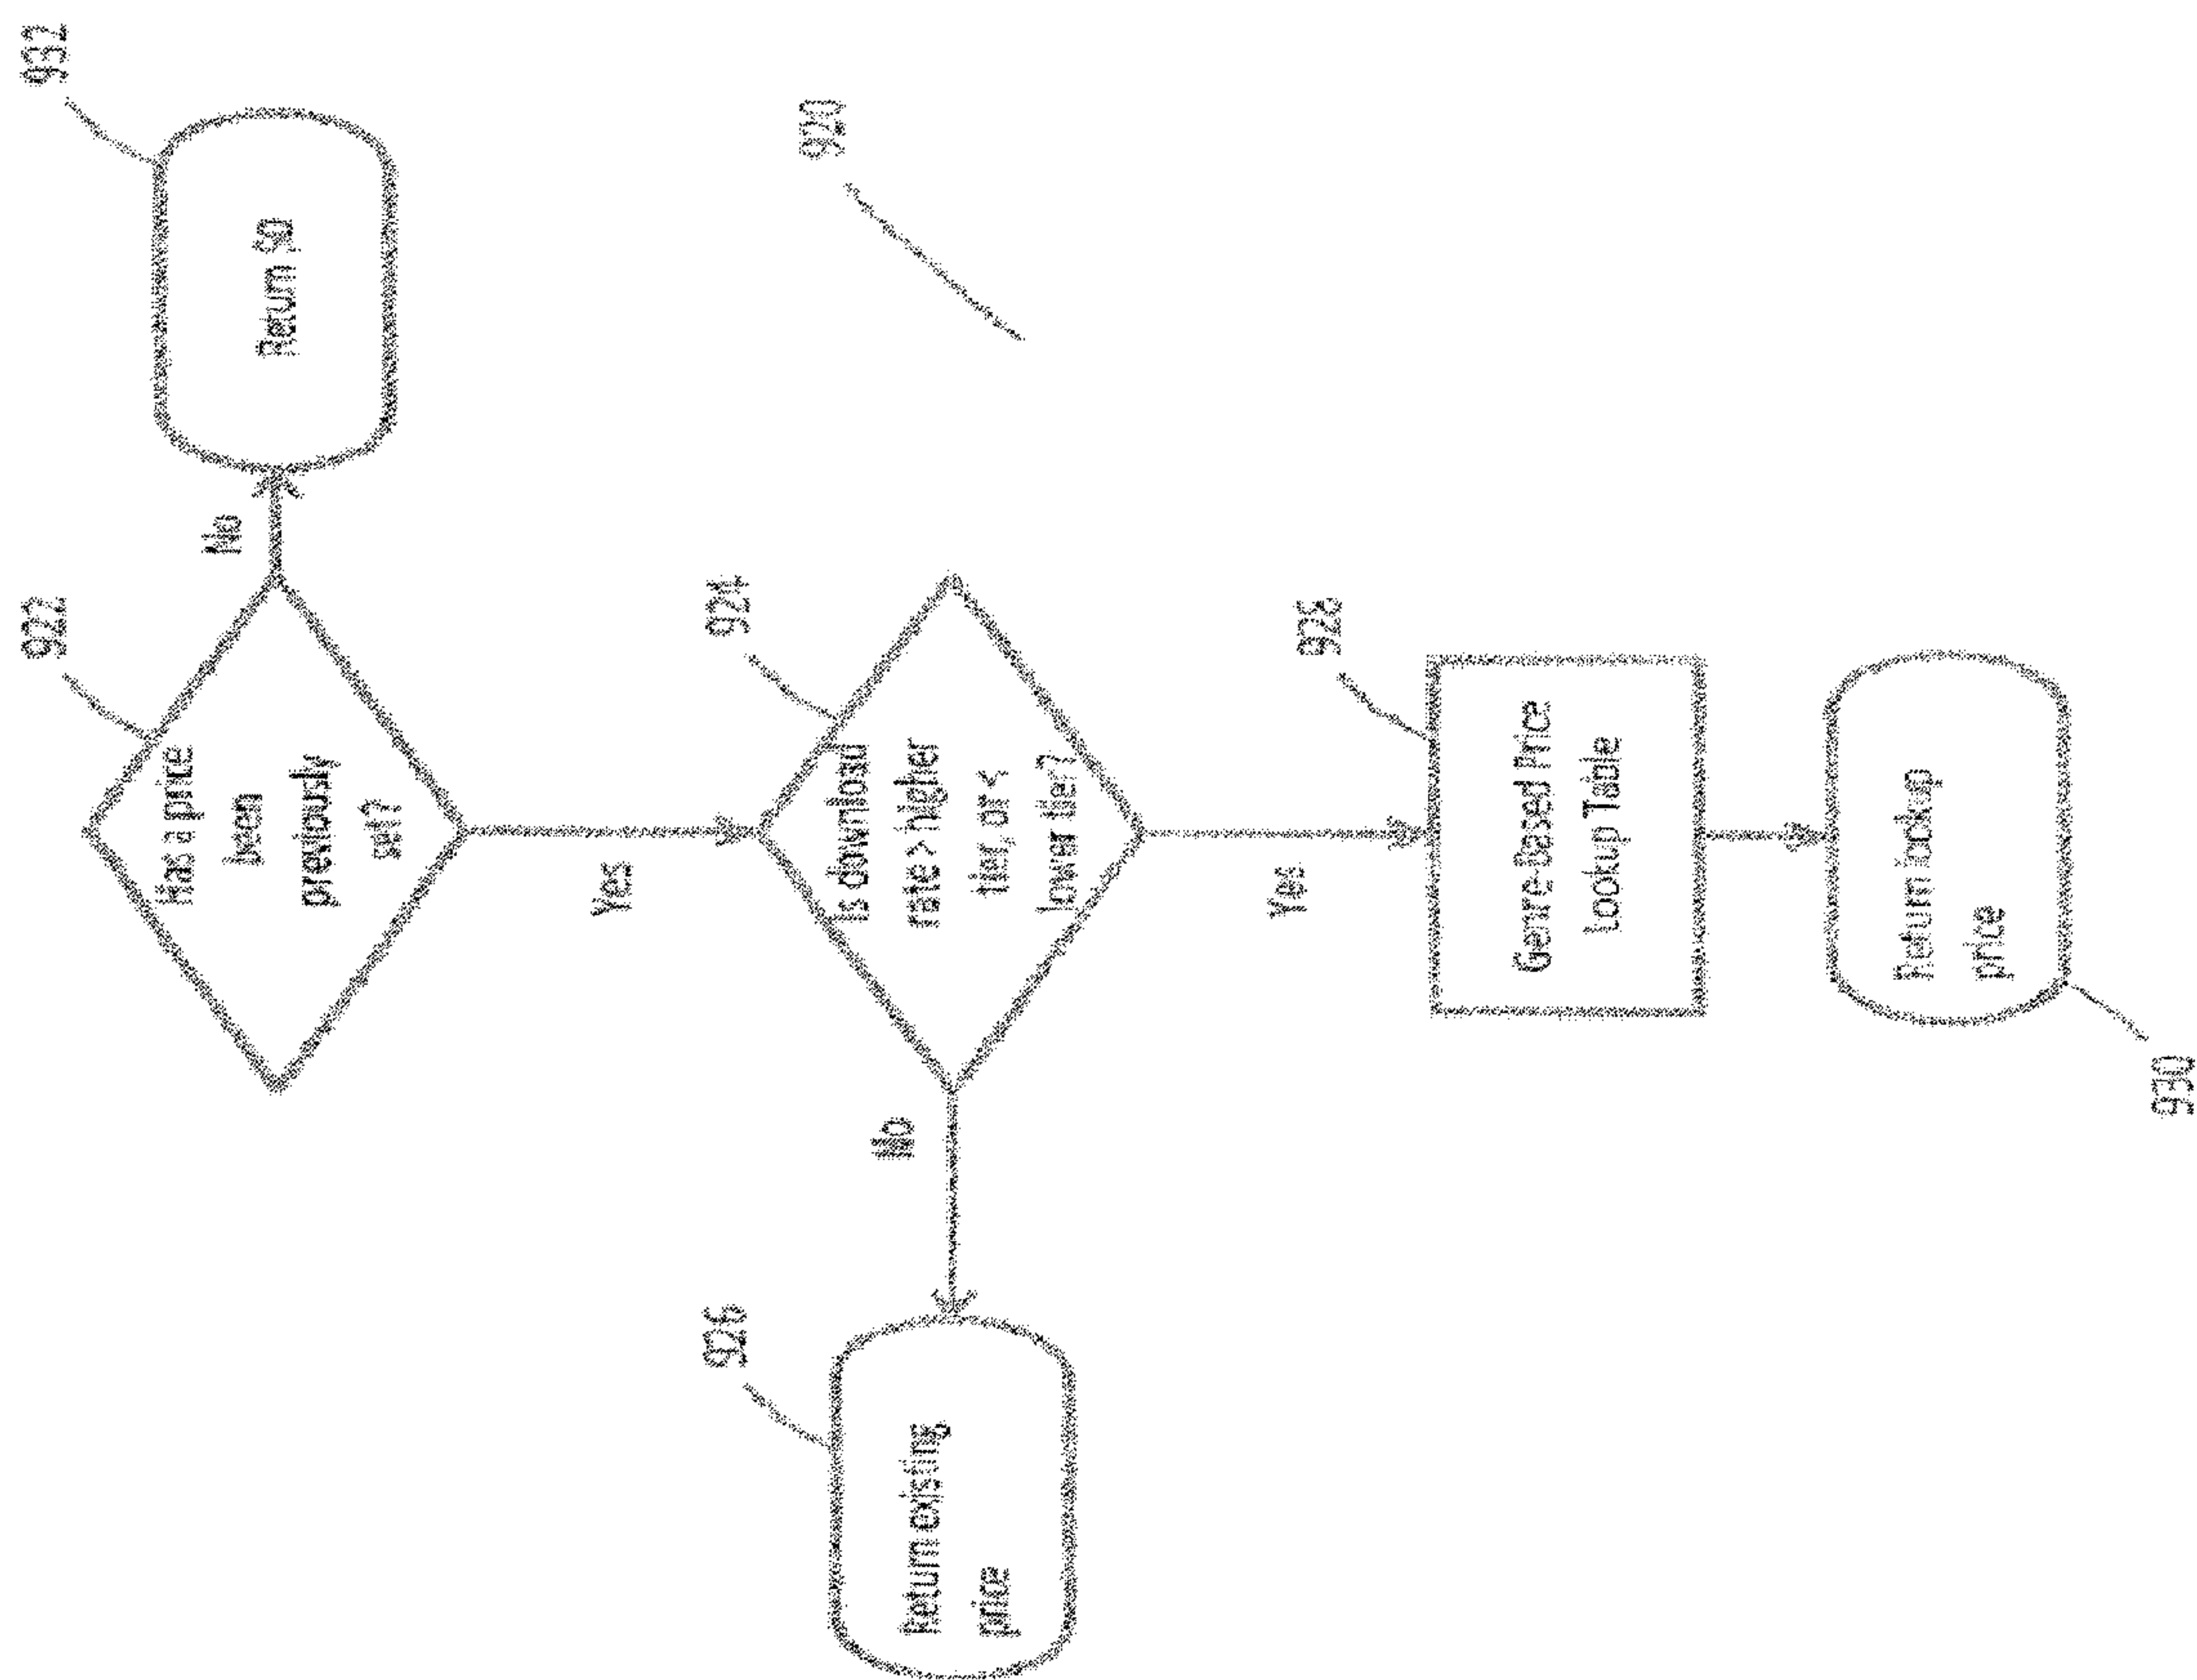 922
Has a price
been
previously
set?
No
932
Return $0
Yes
920
924
Is download
rate > higher
tier, or <
lower tier?
No
926
Return existing
price
Yes
928
Genre-Based Price
Lookup Table
Return lookup
price
930